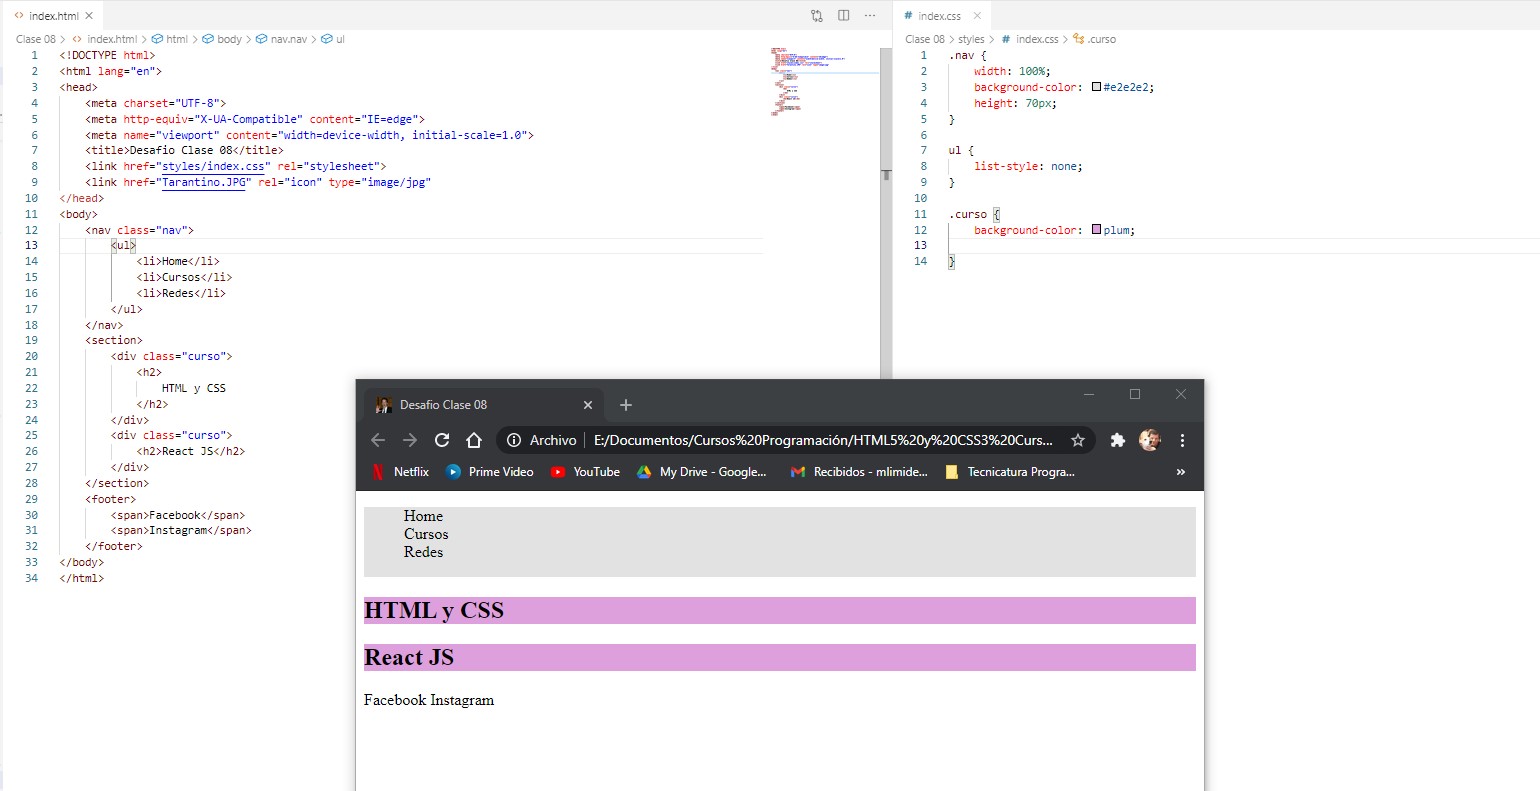 index.html
Clase 08 > index.html > html > body > nav.nav > ul
1 <!DOCTYPE html>
2 <html lang="en">
3 <head>
4 <meta charset="UTF-8">
5 <meta http-equiv="X-UA-Compatible" content="IE=edge">
6 <meta name="viewport" content="width=device-width, initial-scale=1.0">
7 <title>Desafio Clase 08</title>
8 <link href="styles/index.css" rel="stylesheet">
9 <link href="Tarantino.JPG" rel="icon" type="image/jpg"
10 </head>
11 <body>
12 <nav class="nav">
13 <ul>
14 <li>Home</li>
15 <li>Cursos</li>
16 <li>Redes</li>
17 </ul>
18 </nav>
19 <section>
20 <div class="curso">
21 <h2>
22 HTML y CSS
23 </h2>
24 </div>
25 <div class="curso">
26 <h2>React JS</h2>
27 </div>
28 </section>
29 <footer>
30 <span>Facebook</span>
31 <span>Instagram</span>
32 </footer>
33 </body>
34 </html>
# index.css
Clase 08 > styles > # index.css > .curso
1 .nav {
2 width: 100%;
3 background-color: #e2e2e2;
4 height: 70px;
5 }
6
7 ul {
8 list-style: none;
9 }
10
11 .curso {
12 background-color: plum;
13
14 }
Desafio Clase 08
Archivo | E:/Documentos/Cursos%20Programación/HTML5%20y%20CSS3%20Curs...
Netflix Prime Video YouTube My Drive - Google... Recibidos - mlimide... Tecnicatura Progra... »
Home
Cursos
Redes
HTML y CSS
React JS
Facebook Instagram